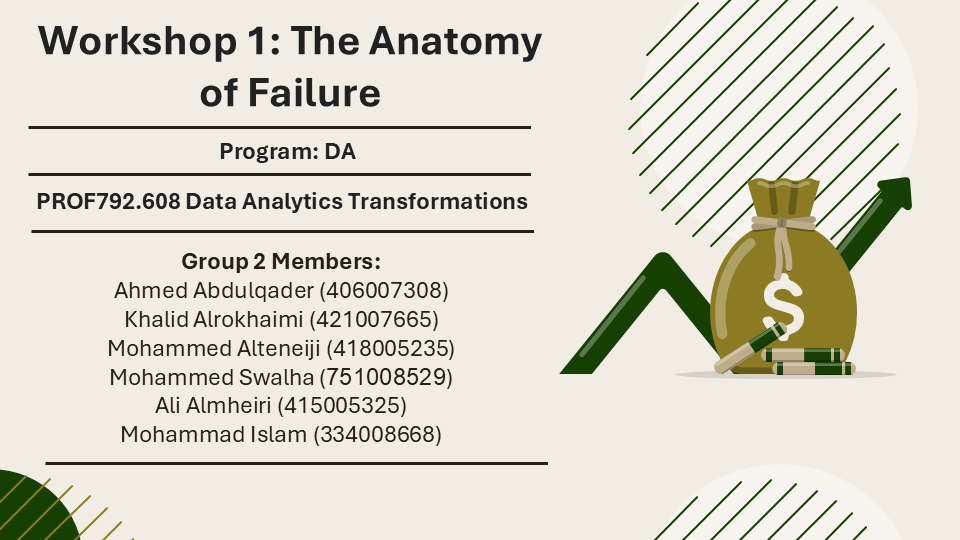 Workshop 1: The Anatomy
of Failure
Program: DA
PROF792.608 Data Analytics Transformations
Group 2 Members:
Ahmed Abdulqader (406007308)
Khalid Alrokhaimi (421007665)
Mohammed Alteneiji (418005235)
Mohammed Swalha (751008529)
Ali Almheiri (415005325)
Mohammad Islam (334008668)
$